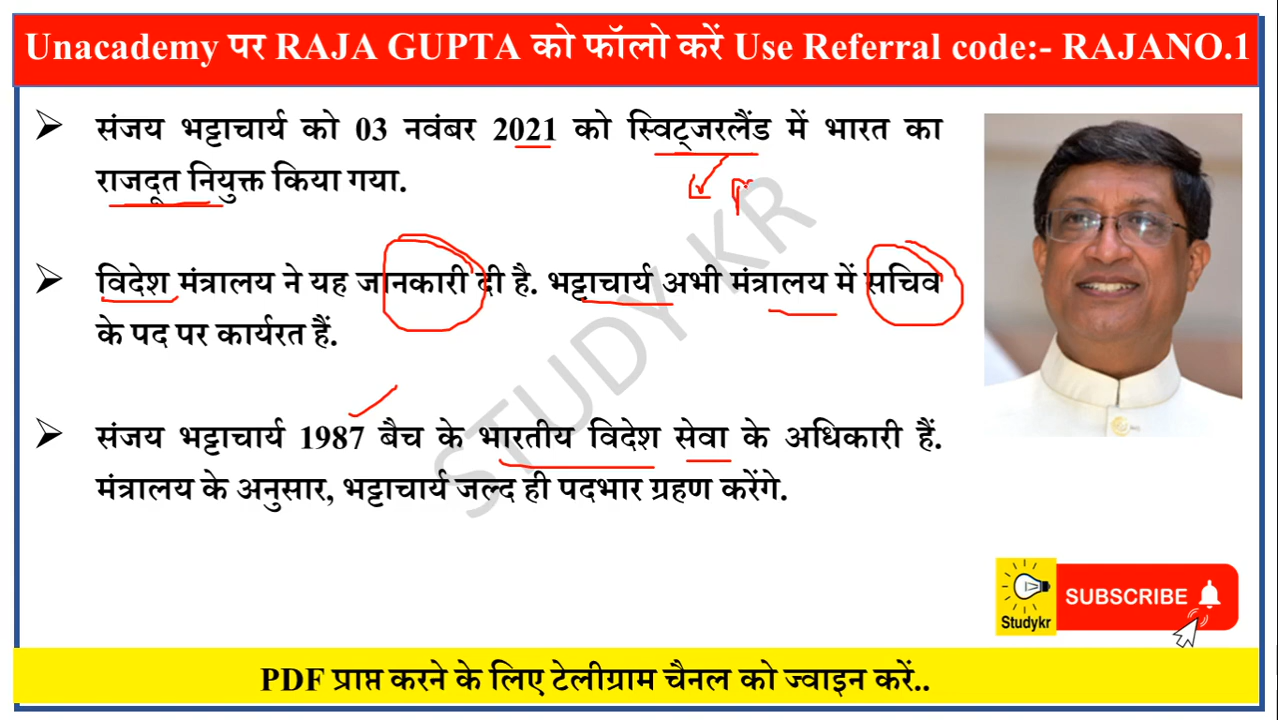 Unacademy पर RAJA GUPTA को फॉलो करें Use Referral code:- RAJANO.1
संजय भट्टाचार्य को 03 नवंबर 2021 को स्विट्जरलैंड में भारत का
राजदूत नियुक्त किया गया.
विदेश मंत्रालय ने यह जानकारी दी है. भट्टाचार्य अभी मंत्रालय में सचिव
के पद पर कार्यरत हैं.
संजय भट्टाचार्य 1987 बैच के भारतीय विदेश सेवा के अधिकारी हैं.
मंत्रालय के अनुसार, भट्टाचार्य जल्द ही पदभार ग्रहण करेंगे.
STUDY KR
Studykr
SUBSCRIBE
PDF प्राप्त करने के लिए टेलीग्राम चैनल को ज्वाइन करें..